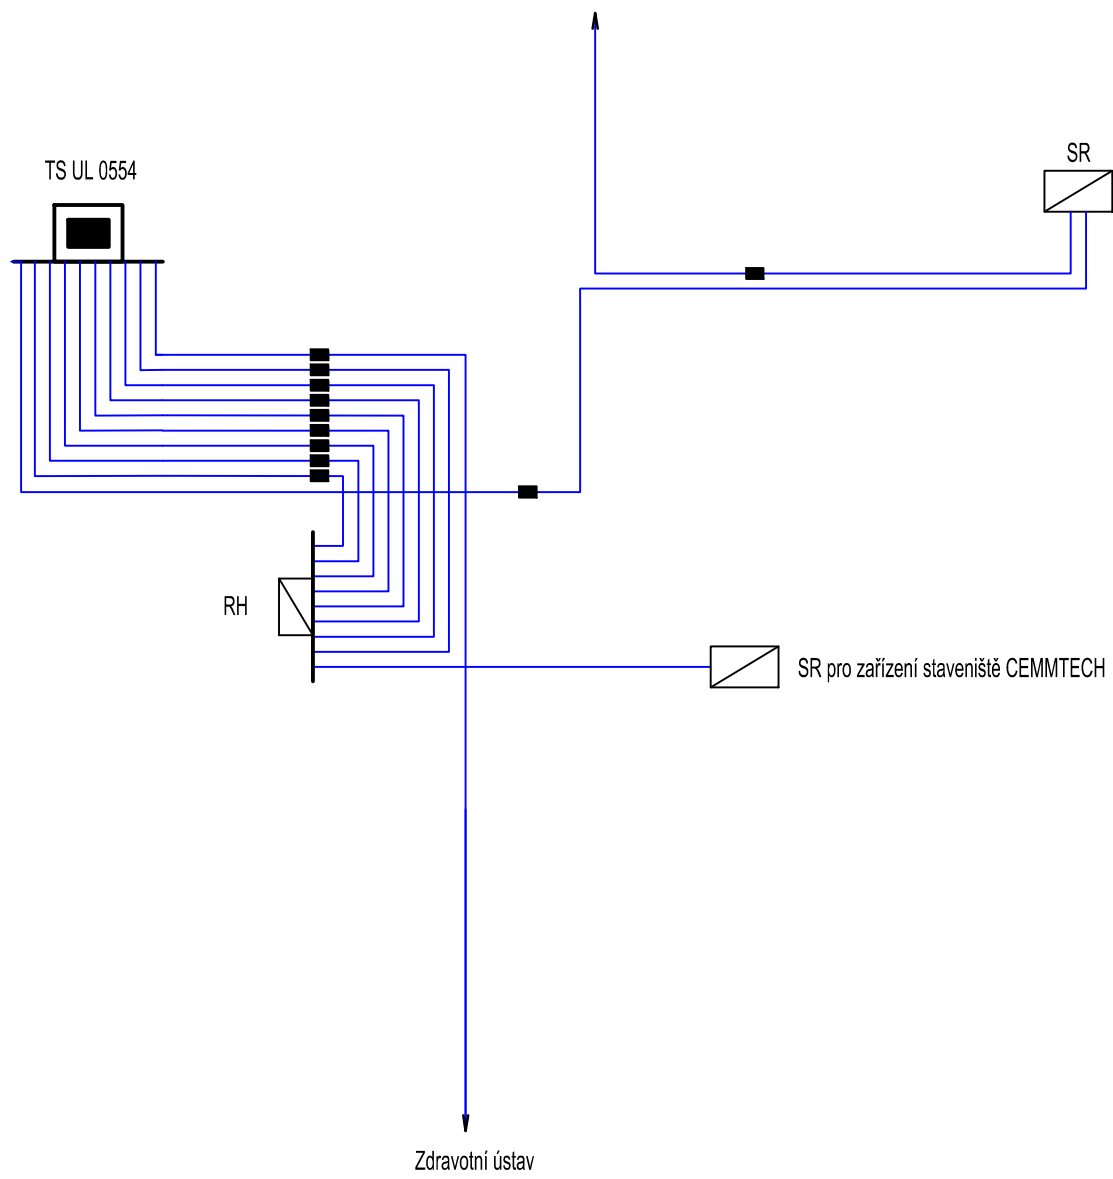 SR
TS UL 0554
RH
SR pro zařízení staveniště CEMMTECH
Zdravotní ústav